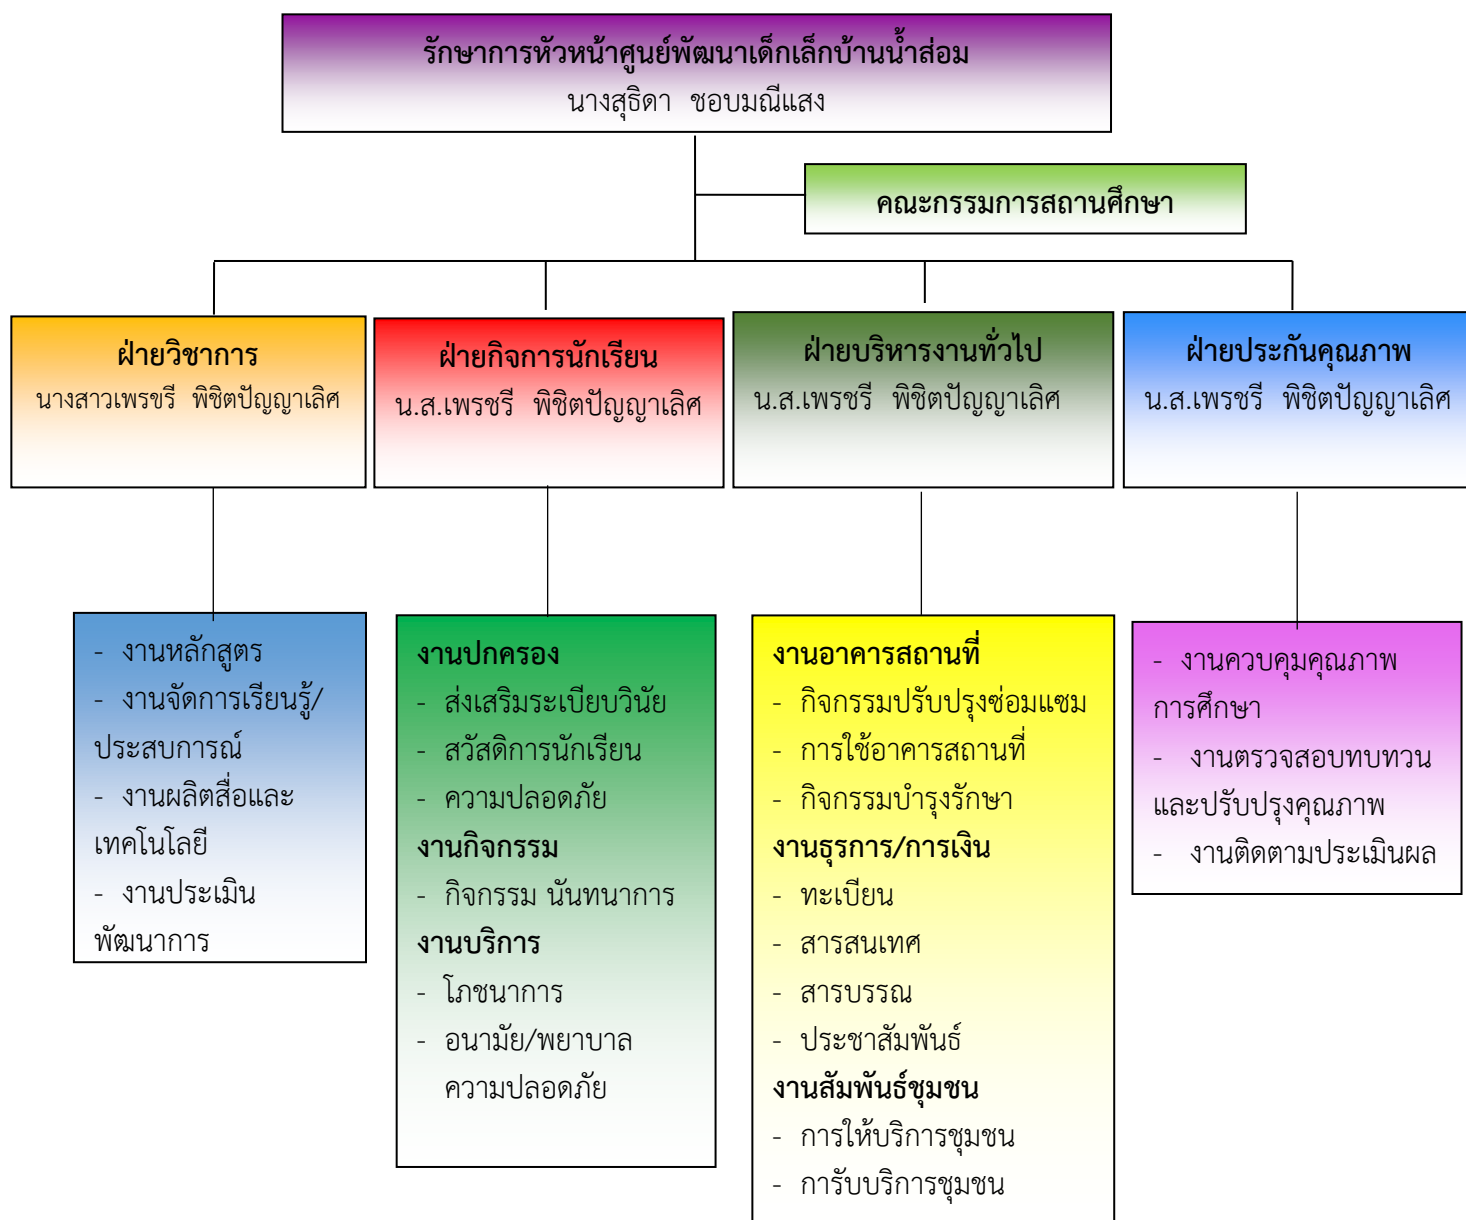 รักษาการหัวหน้าศูนย์พัฒนาเด็กเล็กบ้านน้ำส่อม
นางสุธิดา ชอบมณีแสง
คณะกรรมการสถานศึกษา
ฝ่ายวิชาการ
นางสาวเพรขรี พิชิตปัญญาเลิศ
ฝ่ายกิจการนักเรียน
น.ส.เพรชรี พิชิตปัญญาเลิศ
ฝ่ายบริหารงานทั่วไป
น.ส.เพรชรี พิชิตปัญญาเลิศ
ฝ่ายประกันคุณภาพ
น.ส.เพรชรี พิชิตปัญญาเลิศ
- งานหลักสูตร
- งานจัดการเรียนรู้/
ประสบการณ์
- งานผลิตสื่อและ
เทคโนโลยี
- งานประเมิน
พัฒนาการ
งานปกครอง
- ส่งเสริมระเบียบวินัย
- สวัสดิการนักเรียน
- ความปลอดภัย
งานกิจกรรม
- กิจกรรม นันทนาการ
งานบริการ
- โภชนาการ
- อนามัย/พยาบาล
ความปลอดภัย
งานอาคารสถานที่
- กิจกรรมปรับปรุงซ่อมแซม
- การใช้อาคารสถานที่
- กิจกรรมบำรุงรักษา
งานธุรการ/การเงิน
- ทะเบียน
- สารสนเทศ
- สารบรรณ
- ประชาสัมพันธ์
งานสัมพันธ์ชุมชน
- การให้บริการชุมชน
- การับบริการชุมชน
- งานควบคุมคุณภาพ
การศึกษา
- งานตรวจสอบทบทวน
และปรับปรุงคุณภาพ
- งานติดตามประเมินผล